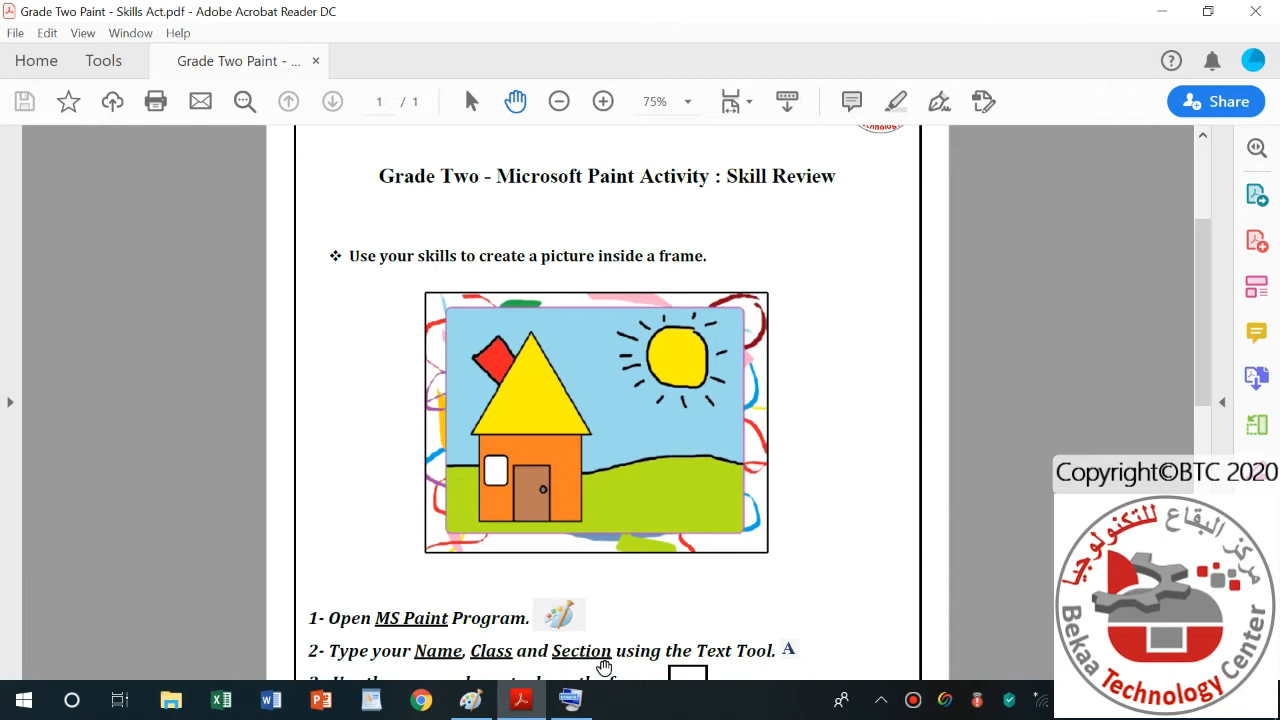 Grade Two Paint - Skills Act.pdf - Adobe Acrobat Reader DC
File Edit View Window Help
Home Tools Grade Two Paint - ... ×
1 / 1 75% Share
Technology
Grade Two - Microsoft Paint Activity : Skill Review
❖ Use your skills to create a picture inside a frame.
1- Open MS Paint Program.
2- Type your Name, Class and Section using the Text Tool. A
Copyright©BTC 2020
مركز البقاع للتكنولوجيا
Bekaa Technology Center